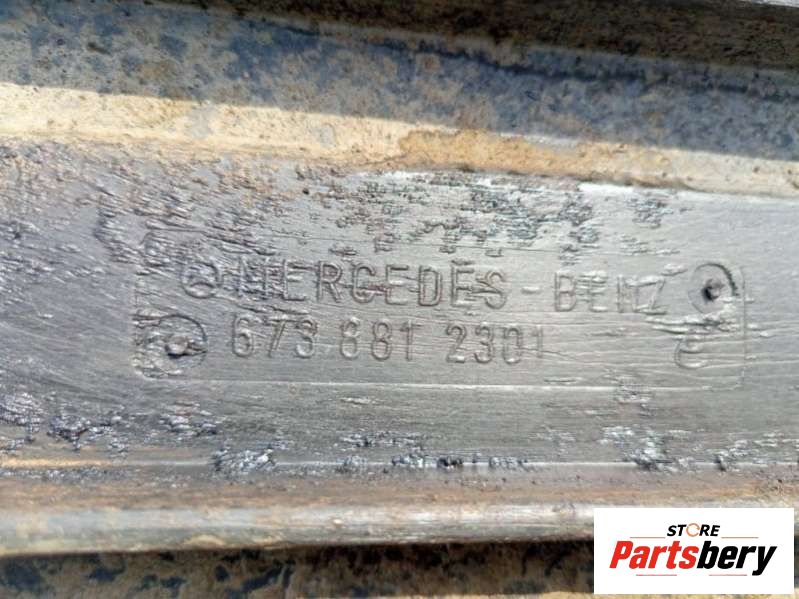 MERCEDES-BENZ
673 881 2301
STORE
Partsbery